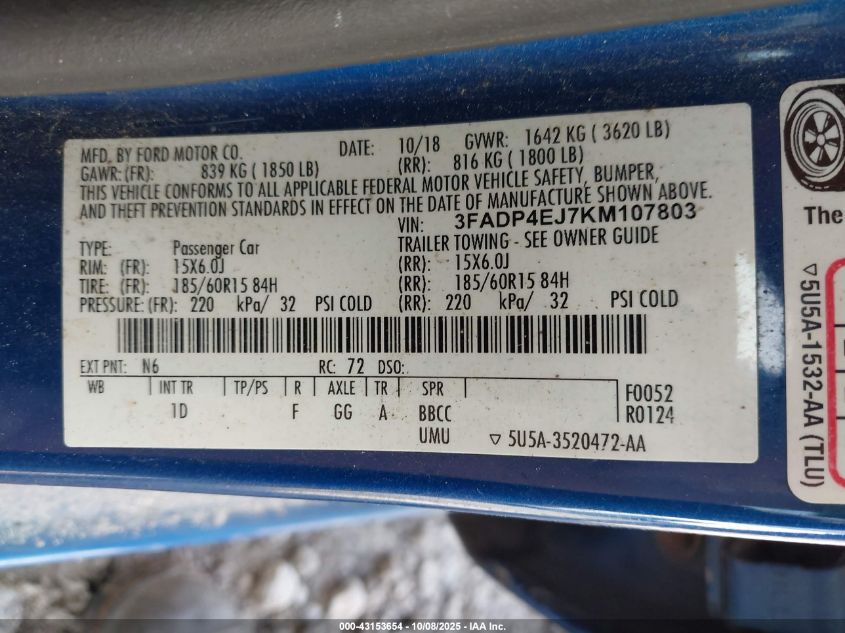 MFD. BY FORD MOTOR CO. DATE: 10/18 GVWR: 1642 KG ( 3620 LB)
GAWR:(FR): 839 KG ( 1850 LB) (RR): 816 KG ( 1800 LB)
THIS VEHICLE CONFORMS TO ALL APPLICABLE FEDERAL MOTOR VEHICLE SAFETY, BUMPER,
AND THEFT PREVENTION STANDARDS IN EFFECT ON THE DATE OF MANUFACTURE SHOWN ABOVE.
VIN: 3FADP4EJ7KM107803
TYPE: Passenger Car TRAILER TOWING - SEE OWNER GUIDE
RIM: (FR): 15X6.0J (RR): 15X6.0J
TIRE: (FR): 185/60R15 84H (RR): 185/60R15 84H
PRESSURE: (FR): 220 kPa/ 32 PSI COLD (RR): 220 kPa/ 32 PSI COLD
EXT PNT: N6 RC: 72 DSO:
WB INT TR TP/PS R AXLE TR SPR F0052
1D F GG A BBCC R0124
UMU ▽ 5U5A-3520472-AA
The
▽5U5A-1532-AA (TLU)
000-43153654 - 10/08/2025 - IAA Inc.